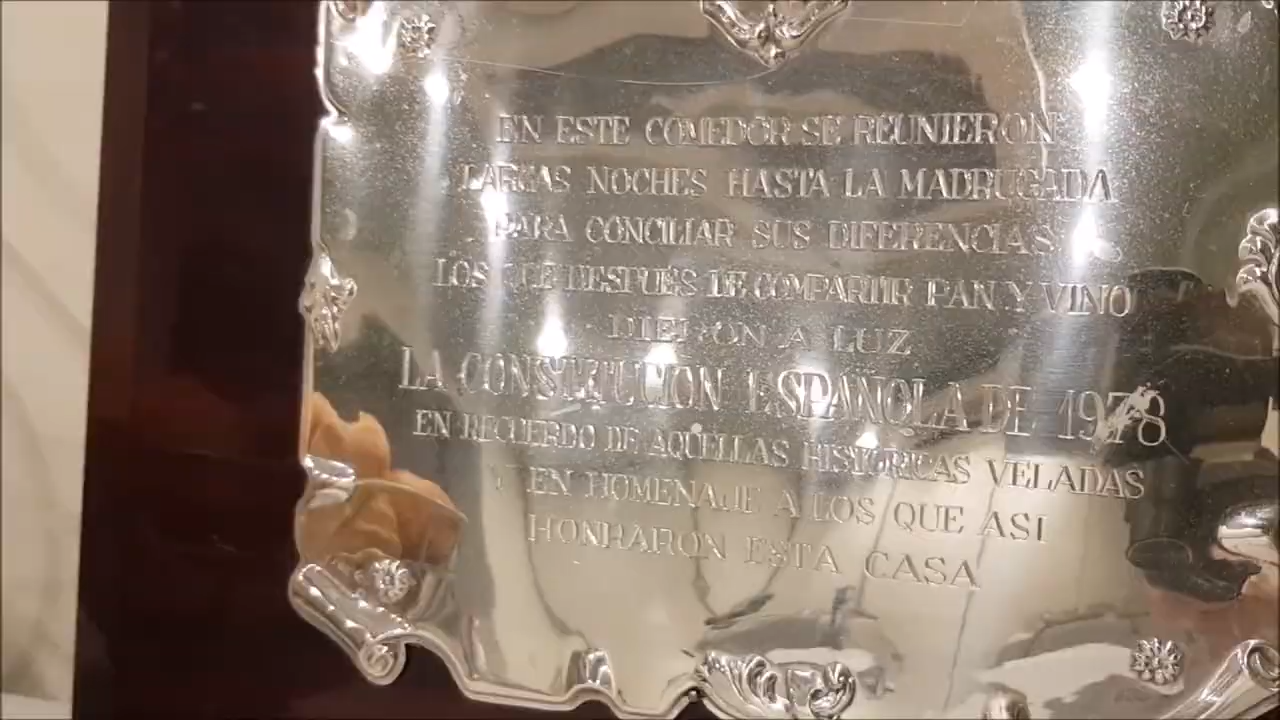 EN ESTE COMEDOR SE REUNIERON
LARGAS NOCHES HASTA LA MADRUGADA
PARA CONCILIAR SUS DIFERENCIAS
LOS QUE DESPUES DE COMPARTIR PAN Y VINO
DIERON A LUZ
LA CONSTITUCION ESPAÑOLA DE 1978
EN RECUERDO DE AQUELLAS HISTORICAS VELADAS
Y EN HOMENAJE A LOS QUE ASI
HONRARON ESTA CASA